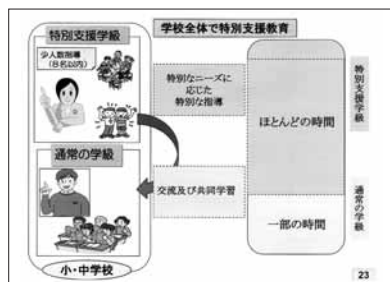 学校全体で特別支援教育
特別支援学級
少人数指導
(8名以内)
特別なニーズに
応じた
特別な指導
ほとんどの時間
特別支援学級
通常の学級
交流及び共同学習
一部の時間
通常の学級
小・中学校
23